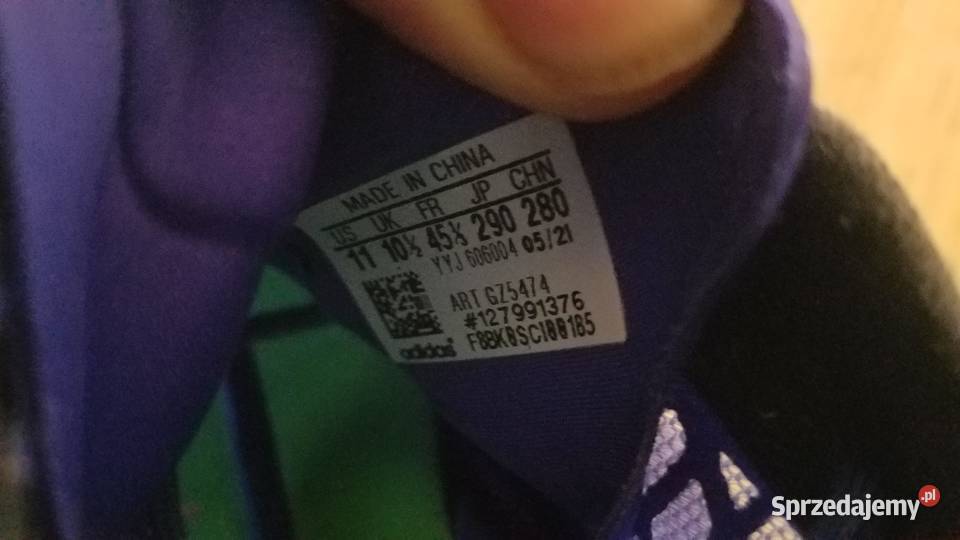 MADE IN CHINA
US UK FR JP CHN
11 10½ 45⅓ 290 280
YYJ 606004 05/21
ART GZ5474
#127991376
adidas
Sprzedajemy.pl